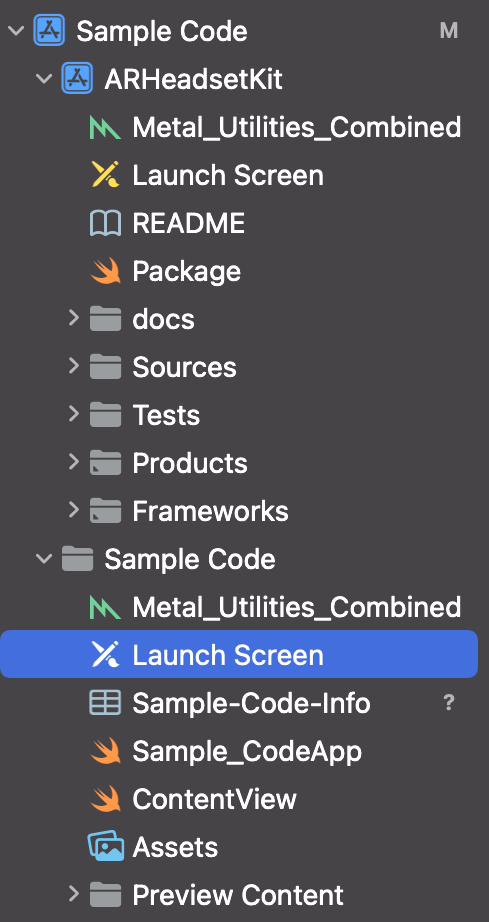 Sample Code M
ARHeadsetKit
Metal_Utilities_Combined
Launch Screen
README
Package
docs
Sources
Tests
Products
Frameworks
Sample Code
Metal_Utilities_Combined
Launch Screen
Sample-Code-Info ?
Sample_CodeApp
ContentView
Assets
Preview Content